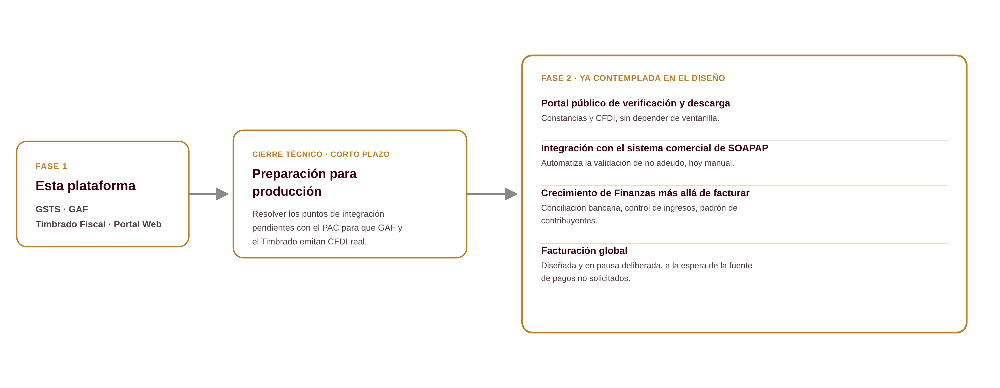 FASE 1
Esta plataforma
GSTS · GAF
Timbrado Fiscal · Portal Web
CIERRE TÉCNICO · CORTO PLAZO
Preparación para
producción
Resolver los puntos de integración
pendientes con el PAC para que GAF y
el Timbrado emitan CFDI real.
FASE 2 · YA CONTEMPLADA EN EL DISEÑO
Portal público de verificación y descarga
Constancias y CFDI, sin depender de ventanilla.
Integración con el sistema comercial de SOAPAP
Automatiza la validación de no adeudo, hoy manual.
Crecimiento de Finanzas más allá de facturar
Conciliación bancaria, control de ingresos, padrón de
contribuyentes.
Facturación global
Diseñada y en pausa deliberada, a la espera de la fuente
de pagos no solicitados.